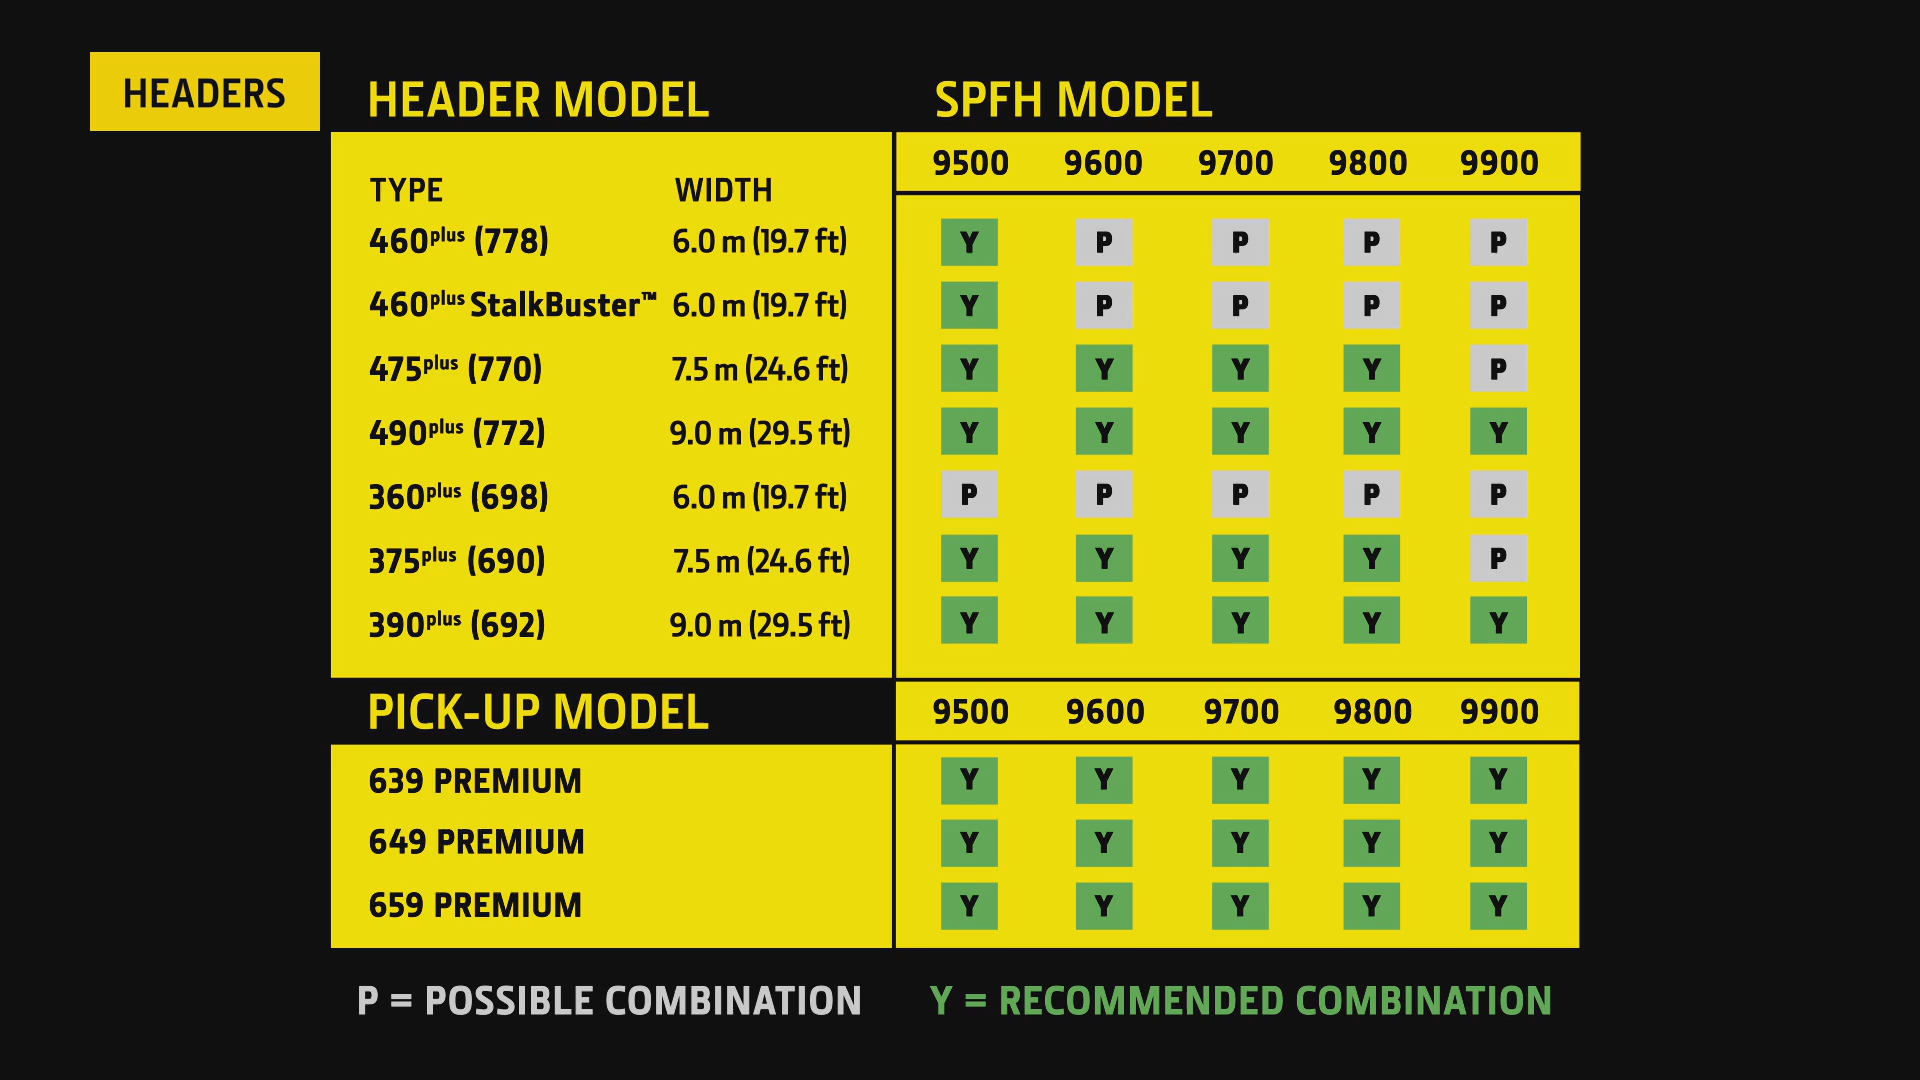 HEADERS
HEADER MODEL SPFH MODEL
9500 9600 9700 9800 9900
TYPE WIDTH
460plus (778) 6.0 m (19.7 ft) Y P P P P
460plus StalkBuster™ 6.0 m (19.7 ft) Y P P P P
475plus (770) 7.5 m (24.6 ft) Y Y Y Y P
490plus (772) 9.0 m (29.5 ft) Y Y Y Y Y
360plus (698) 6.0 m (19.7 ft) P P P P P
375plus (690) 7.5 m (24.6 ft) Y Y Y Y P
390plus (692) 9.0 m (29.5 ft) Y Y Y Y Y
PICK-UP MODEL 9500 9600 9700 9800 9900
639 PREMIUM Y Y Y Y Y
649 PREMIUM Y Y Y Y Y
659 PREMIUM Y Y Y Y Y
P = POSSIBLE COMBINATION Y = RECOMMENDED COMBINATION